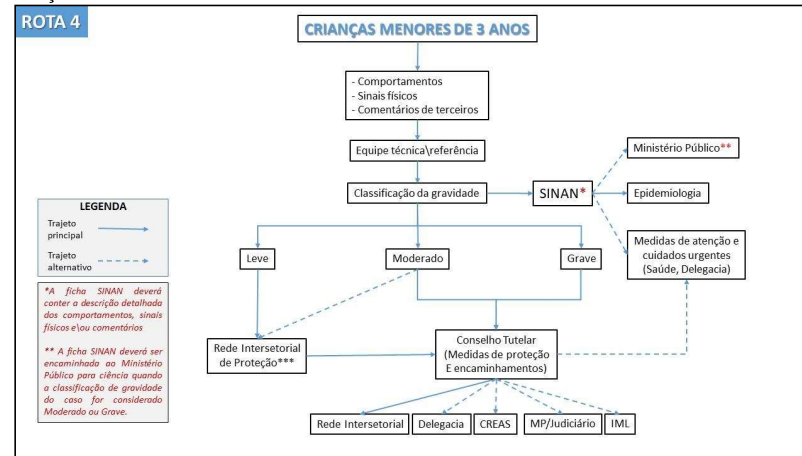 ROTA 4
CRIANÇAS MENORES DE 3 ANOS
- Comportamentos
- Sinais físicos
- Comentários de terceiros
Equipe técnica\referência
Classificação da gravidade
SINAN*
Ministério Público**
Epidemiologia
Medidas de atenção e
cuidados urgentes
(Saúde, Delegacia)
LEGENDA
Trajeto
principal
Trajeto
alternativo
*A ficha SINAN deverá
conter a descrição detalhada
dos comportamentos, sinais
físicos e\ou comentários
** A ficha SINAN deverá ser
encaminhada ao Ministério
Público para ciência quando
a classificação de gravidade
do caso for considerado
Moderado ou Grave.
Leve
Moderado
Grave
Rede Intersetorial
de Proteção***
Conselho Tutelar
(Medidas de proteção
E encaminhamentos)
Rede Intersetorial
Delegacia
CREAS
MP/Judiciário
IML